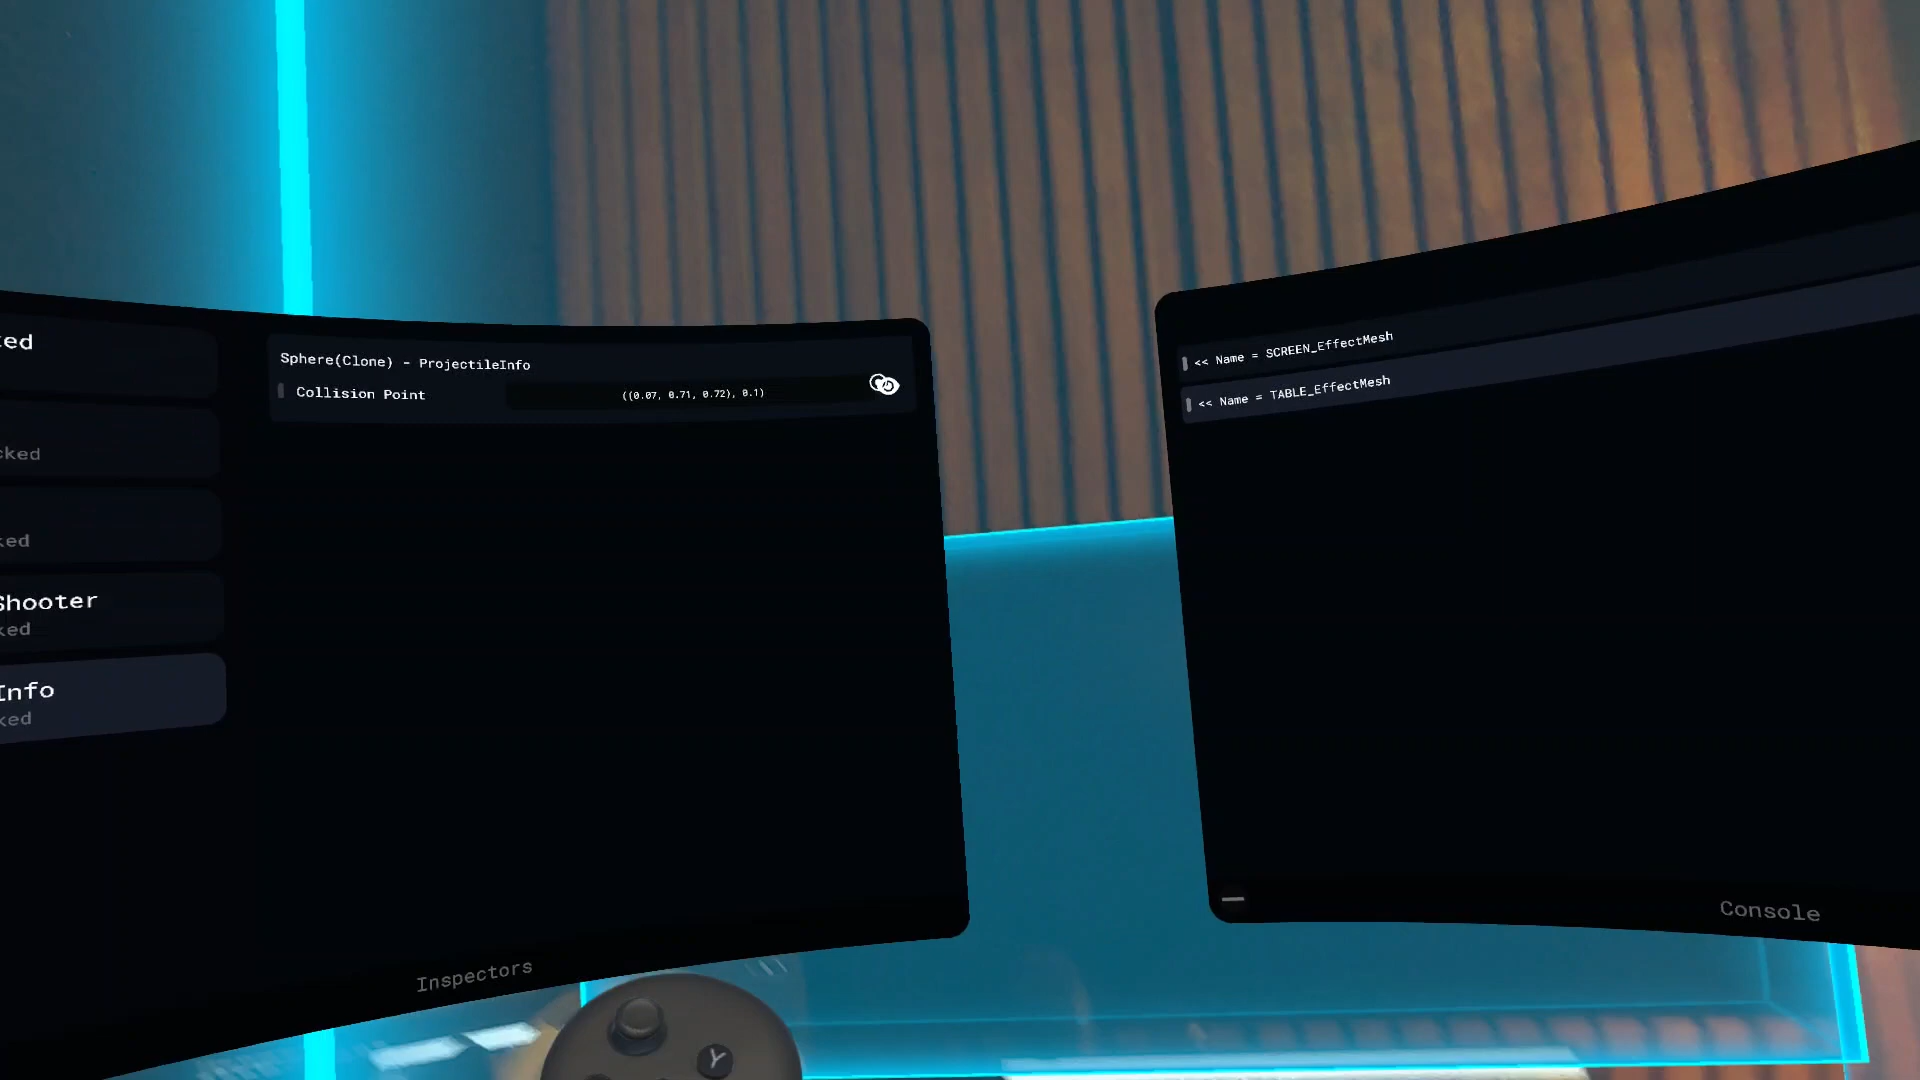 ked
cked
ked
Shooter
ked
Info
ked
Sphere(Clone) - ProjectileInfo
Collision Point ((0.07, 0.71, 0.72), 0.1)
Inspectors
<< Name = SCREEN_EffectMesh
<< Name = TABLE_EffectMesh
Console
Y